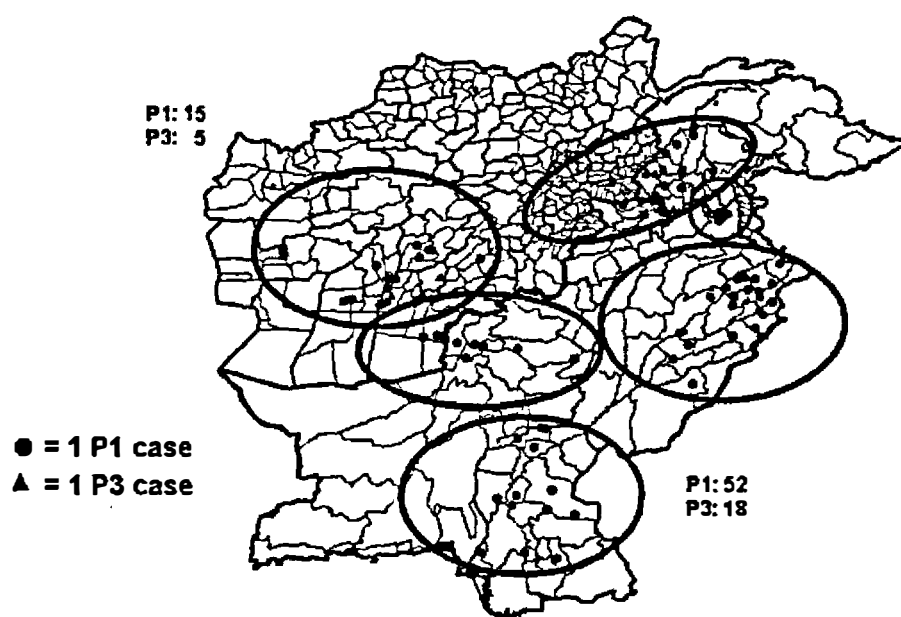 P1: 15
P3: 5
● = 1 P1 case
▲ = 1 P3 case
P1: 52
P3: 18